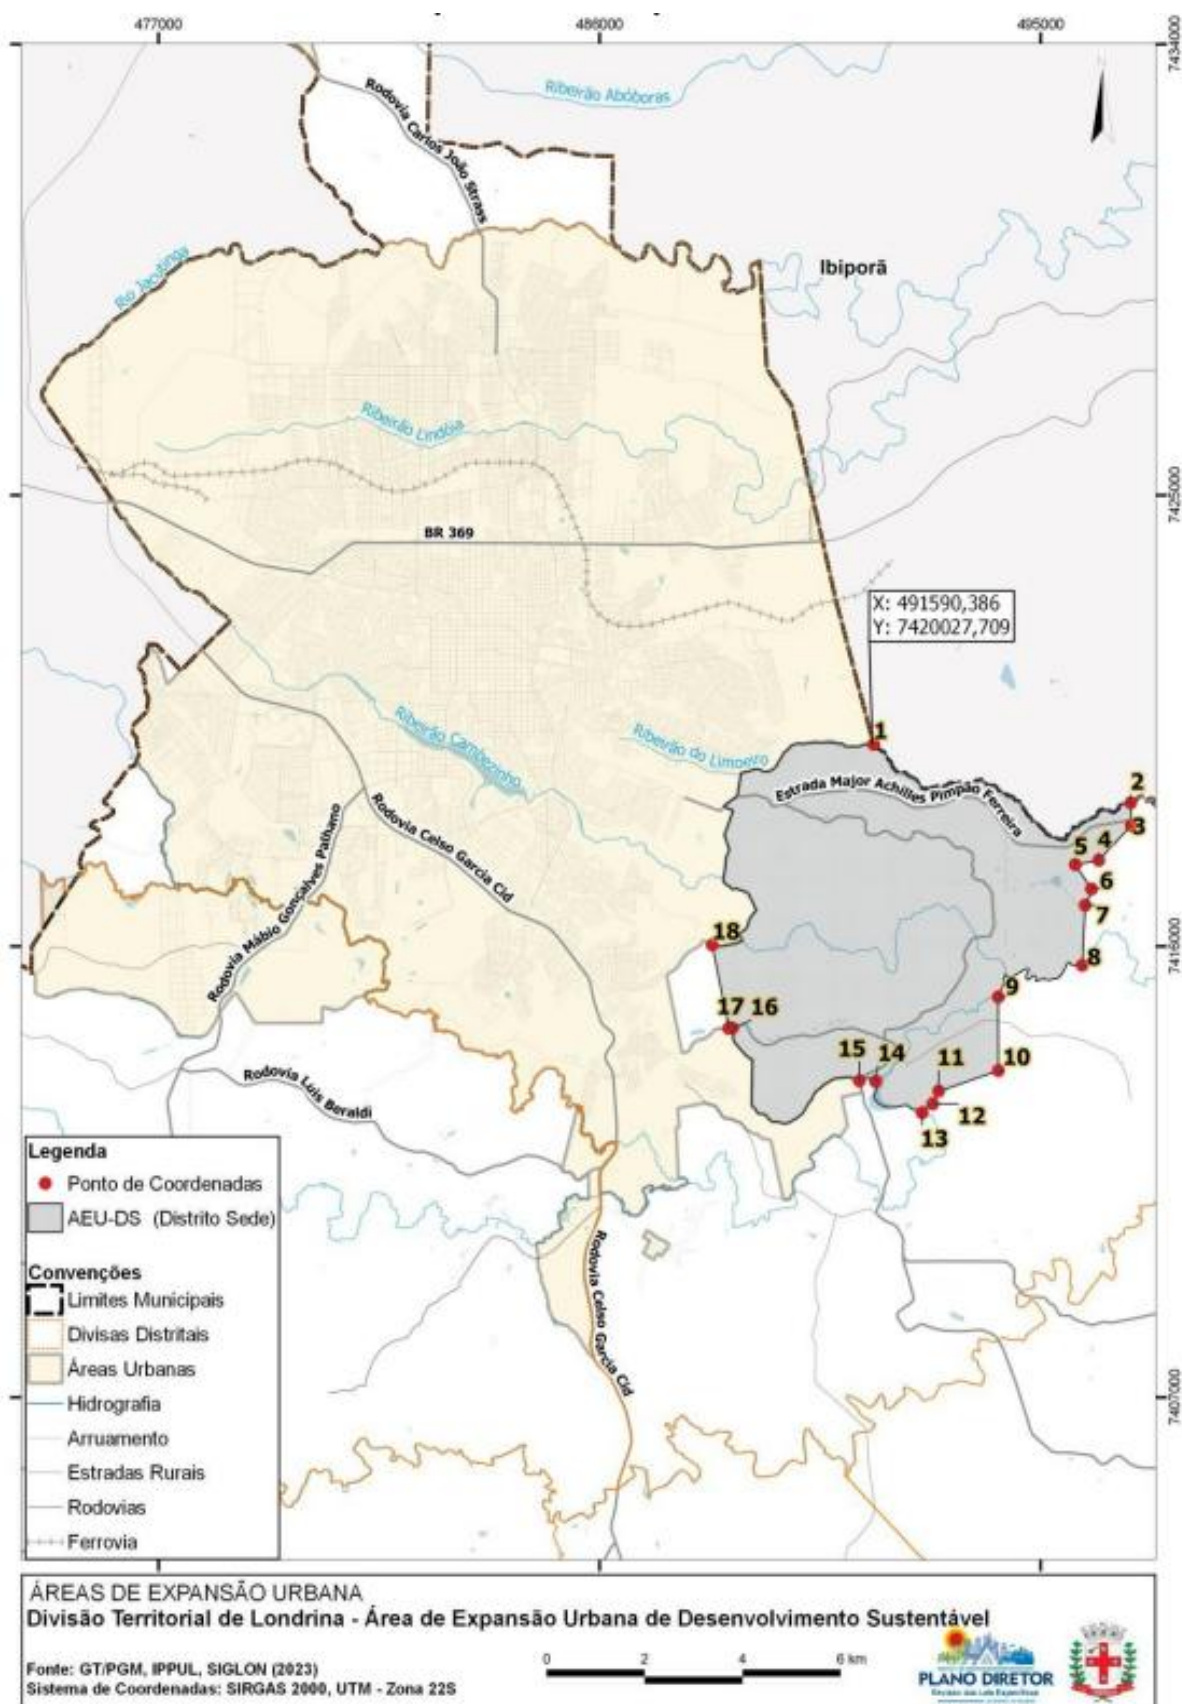 477000
486000
495000
7434000
Ribeirão Abóboras
Rodovia Carlos João Strass
Rio Jacutinga
Ibiporã
Ribeirão Lindóia
7425000
BR 369
X: 491590,386
Y: 7420027,709
Ribeirão Cambezinho
Ribeirão do Limoeiro
1
Estrada Major Achilles Pimpão Ferreira
2
3
4
5
6
7
8
9
10
11
12
13
14
15
17 16
18
7416000
Rodovia Mábio Gonçalves Palhano
Rodovia Celso Garcia Cid
Rodovia Luis Beraldi
Rodovia Celso Garcia Cid
7407000
Legenda
Ponto de Coordenadas
AEU-DS (Distrito Sede)
Convenções
Limites Municipais
Divisas Distritais
Áreas Urbanas
Hidrografia
Arruamento
Estradas Rurais
Rodovias
Ferrovia
ÁREAS DE EXPANSÃO URBANA
Divisão Territorial de Londrina - Área de Expansão Urbana de Desenvolvimento Sustentável
Fonte: GT/PGM, IPPUL, SIGLON (2023)
Sistema de Coordenadas: SIRGAS 2000, UTM - Zona 22S
0 2 4 6 km
PLANO DIRETOR
Revisão das Leis Específicas